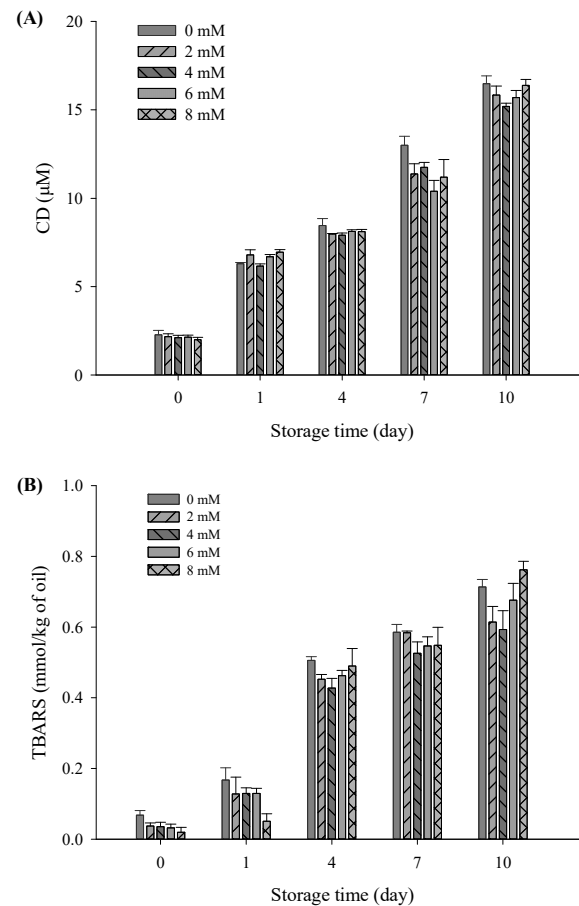 (A)
20
15
10
5
0
CD (μM)
0 mM
2 mM
4 mM
6 mM
8 mM
0 1 4 7 10
Storage time (day)
(B)
1.0
0.8
0.6
0.4
0.2
0.0
TBARS (mmol/kg of oil)
0 mM
2 mM
4 mM
6 mM
8 mM
0 1 4 7 10
Storage time (day)